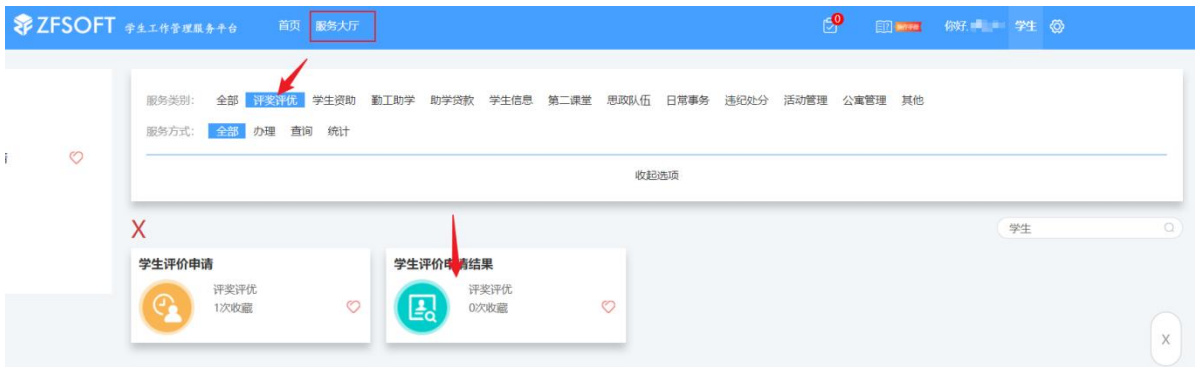 ZFSOFT 学生工作管理服务平台 首页 服务大厅 0 你好, 学生
服务类别: 全部 评奖评优 学生资助 勤工助学 助学贷款 学生信息 第二课堂 思政队伍 日常事务 违纪处分 活动管理 公寓管理 其他
服务方式: 全部 办理 查询 统计
收起选项
X 学生
学生评价申请 学生评价申请结果
评奖评优 评奖评优
1次收藏 0次收藏
X